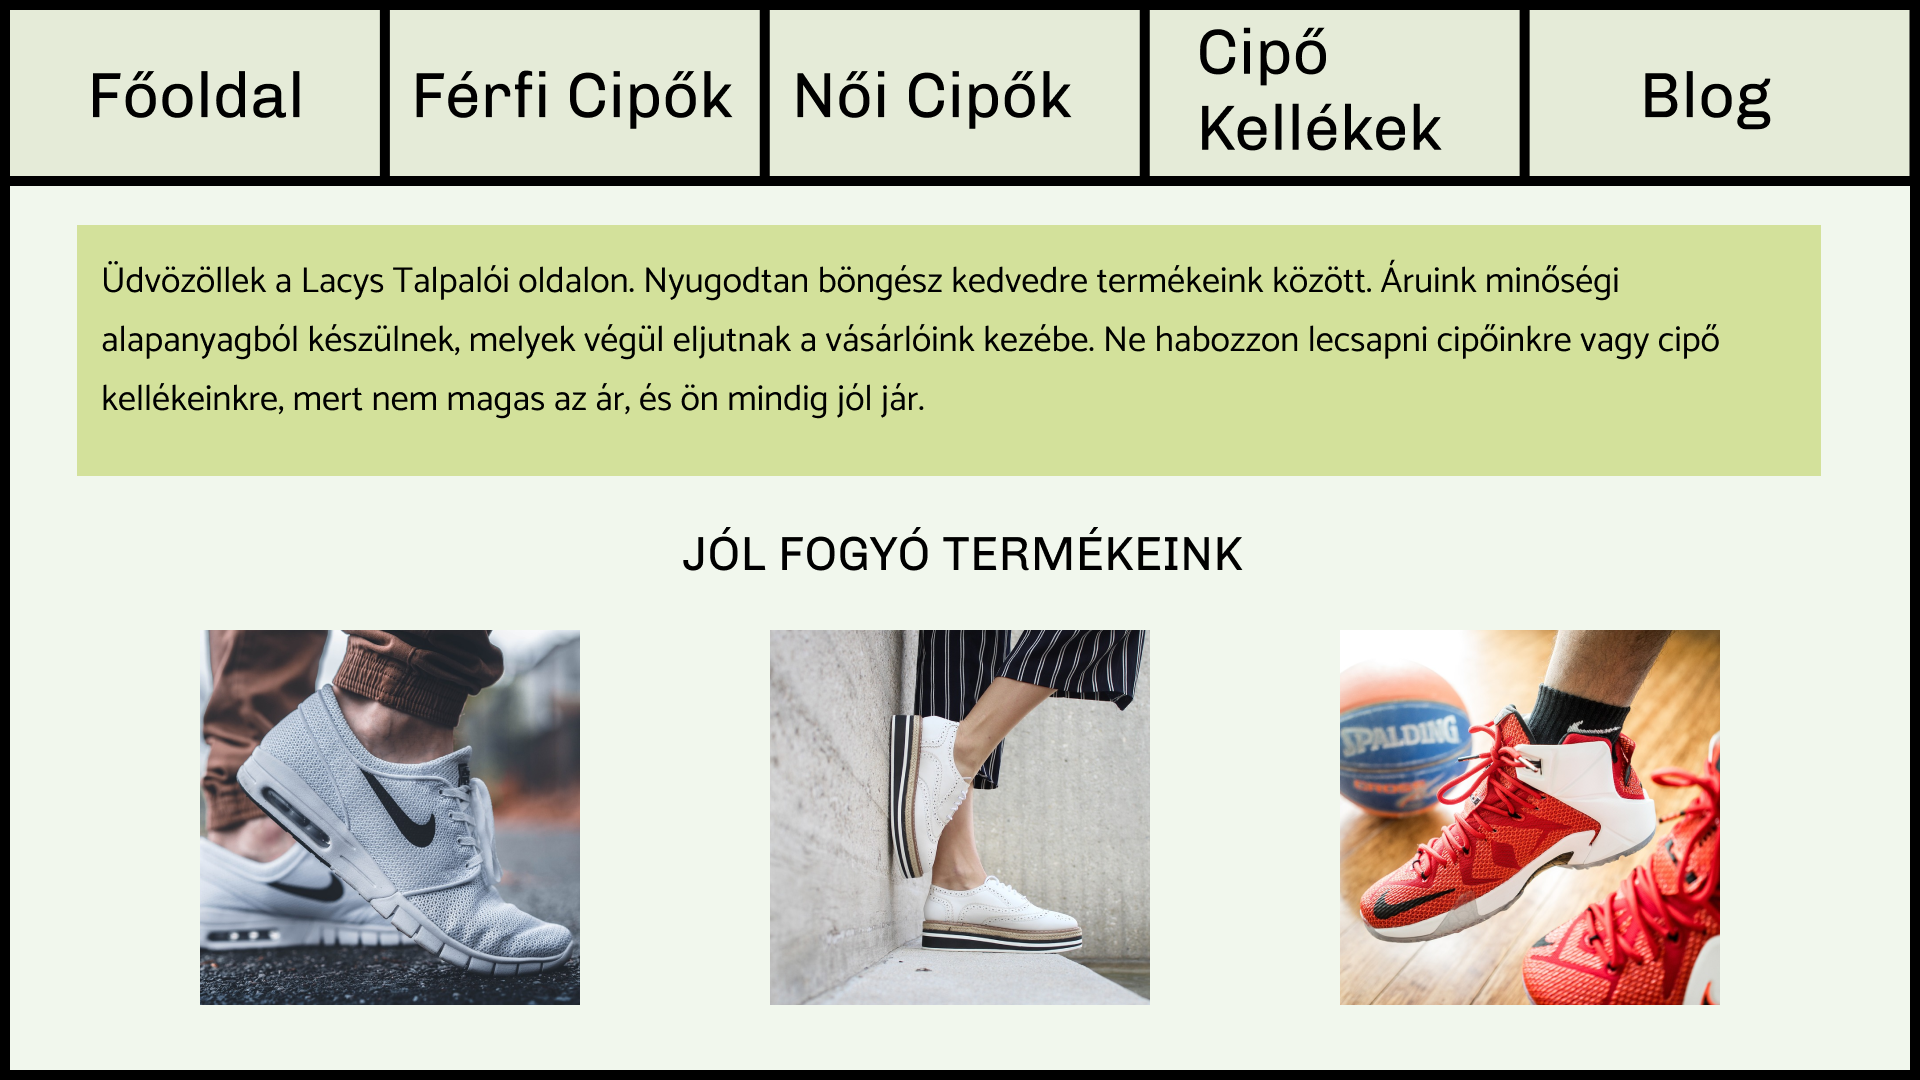 Főoldal
Férfi Cipők
Női Cipők
Cipő
Kellékek
Blog
Üdvözöllek a Lacys Talpalói oldalon. Nyugodtan böngész kedvedre termékeink között. Áruink minőségi
alapanyagból készülnek, melyek végül eljutnak a vásárlóink kezébe. Ne habozzon lecsapni cipőinkre vagy cipő
kellékeinkre, mert nem magas az ár, és ön mindig jól jár.
JÓL FOGYÓ TERMÉKEINK
SPALDING